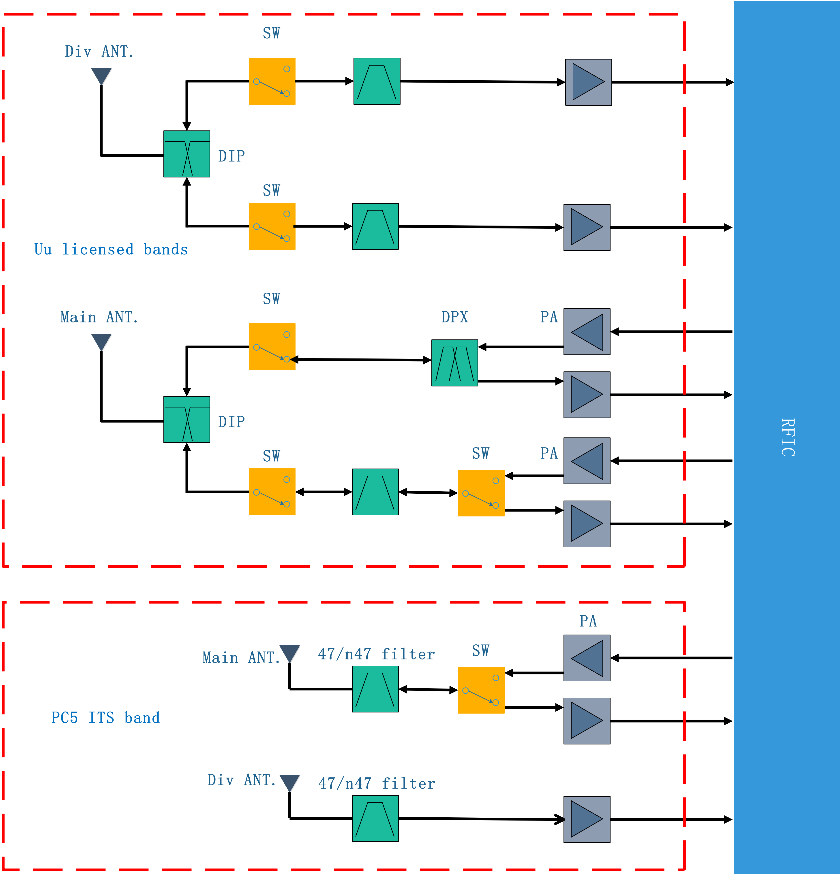 SW
Div ANT.
DIP
SW
Uu licensed bands
SW
Main ANT.
DPX
PA
DIP
RFIC
SW
SW
PA
PA
Main ANT.
47/n47 filter
SW
PC5 ITS band
Div ANT.
47/n47 filter